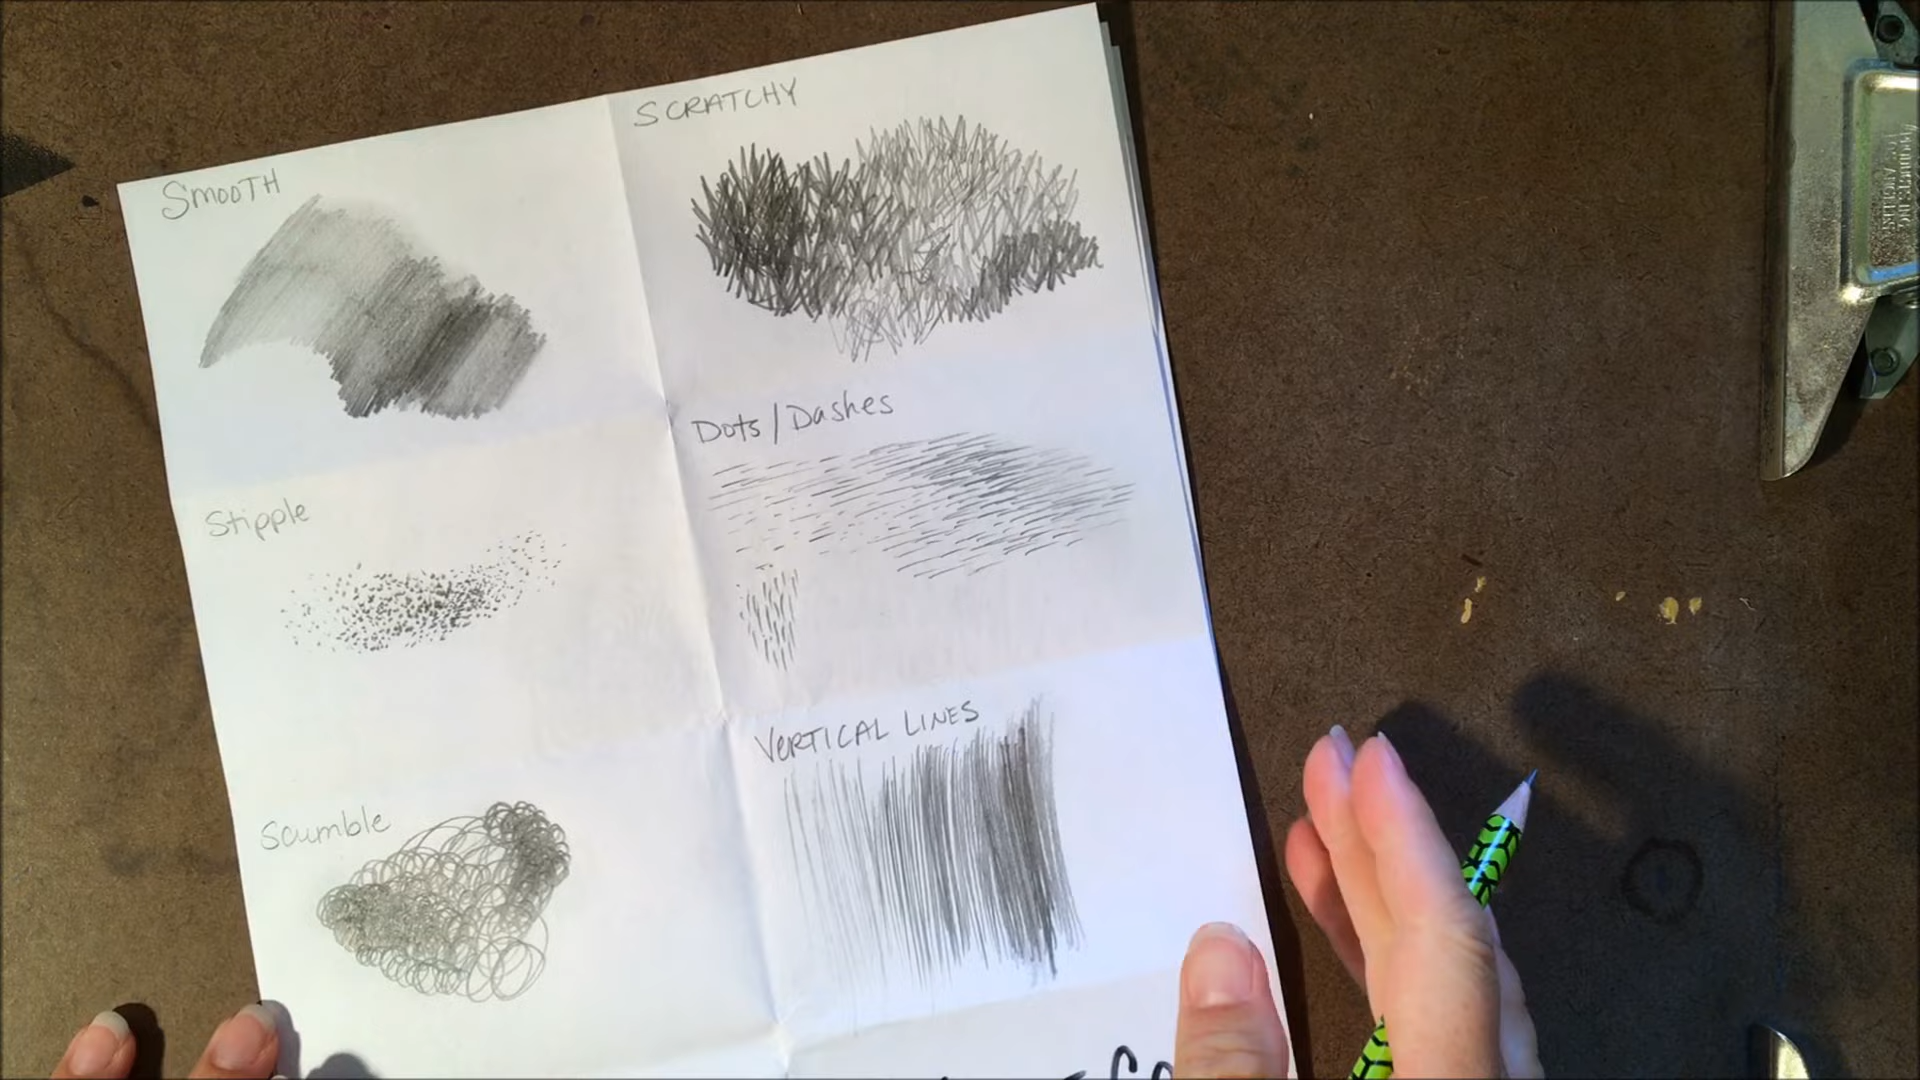 SMOOTH
SCRATCHY
Stipple
Dots/Dashes
Scumble
VERTICAL LINES